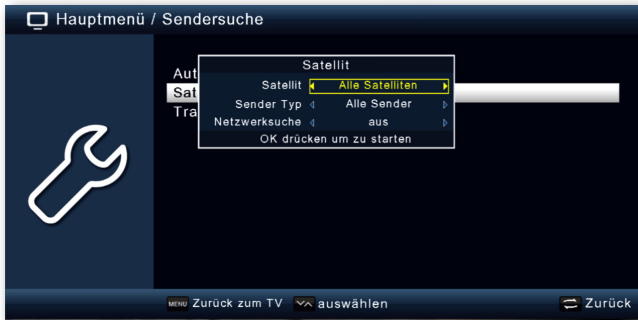 Hauptmenü / Sendersuche
Satellit
Aut
Satellit Alle Satelliten
Sat
Sender Typ Alle Sender
Tra
Netzwerksuche aus
OK drücken um zu starten
MENU Zurück zum TV auswählen Zurück